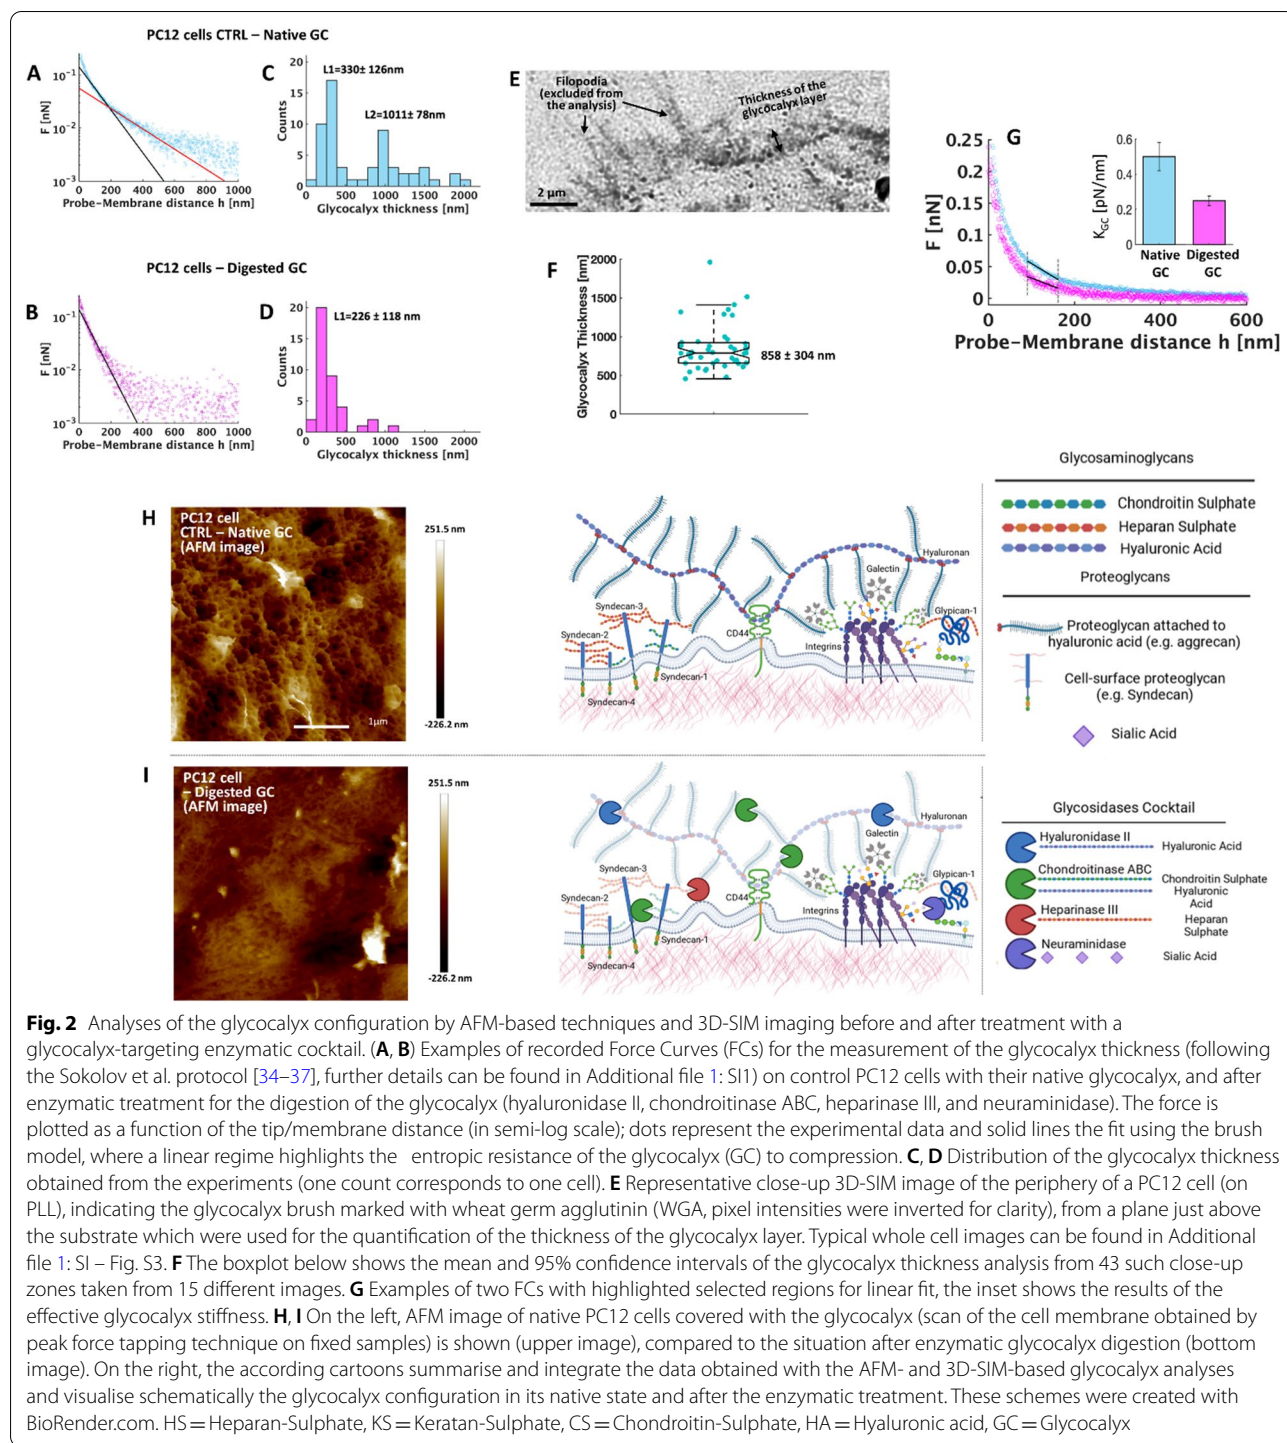 PC12 cells CTRL – Native GC
A
10⁻¹
10⁻²
10⁻³
F [nN]
0 200 400 600 800 1000
Probe–Membrane distance h [nm]
C
20
15
10
5
0
Counts
L1=330± 126nm
L2=1011± 78nm
0 500 1000 1500 2000
Glycocalyx thickness [nm]
E
Filopodia
(excluded from
the analysis)
Thickness of the
glycocalyx layer
2 µm
PC12 cells – Digested GC
B
10⁻¹
10⁻²
10⁻³
F [nN]
0 200 400 600 800 1000
Probe–Membrane distance h [nm]
D
20
15
10
5
0
Counts
L1=226 ± 118 nm
0 500 1000 1500 2000
Glycocalyx thickness [nm]
F
2000
1500
1000
500
0
Glycocalyx Thickness [nm]
858 ± 304 nm
G
0.25
0.2
0.15
0.1
0.05
0
F [nN]
0 200 400 600
Probe–Membrane distance h [nm]
0.6
0.4
0.2
0
K_GC [pN/nm]
Native
GC
Digested
GC
H
PC12 cell
CTRL – Native GC
(AFM image)
1µm
251.5 nm
-226.2 nm
Syndecan-3
Syndecan-2
Syndecan-1
Syndecan-4
CD44
Galectin
Hyaluronan
Integrins
Glypican-1
Glycosaminoglycans
Chondroitin Sulphate
Heparan Sulphate
Hyaluronic Acid
Proteoglycans
Proteoglycan attached to
hyaluronic acid (e.g. aggrecan)
Cell-surface proteoglycan
(e.g. Syndecan)
Sialic Acid
I
PC12 cell
– Digested GC
(AFM image)
251.5 nm
-226.2 nm
Syndecan-3
Syndecan-2
Syndecan-1
Syndecan-4
CD44
Galectin
Hyaluronan
Integrins
Glypican-1
Glycosidases Cocktail
Hyaluronidase II
Hyaluronic Acid
Chondroitinase ABC
Chondroitin Sulphate
Hyaluronic
Acid
Heparinase III
Heparan
Sulphate
Neuraminidase
Sialic Acid
Fig. 2 Analyses of the glycocalyx configuration by AFM-based techniques and 3D-SIM imaging before and after treatment with a
glycocalyx-targeting enzymatic cocktail. (A, B) Examples of recorded Force Curves (FCs) for the measurement of the glycocalyx thickness (following
the Sokolov et al. protocol [34–37], further details can be found in Additional file 1: SI1) on control PC12 cells with their native glycocalyx, and after
enzymatic treatment for the digestion of the glycocalyx (hyaluronidase II, chondroitinase ABC, heparinase III, and neuraminidase). The force is
plotted as a function of the tip/membrane distance (in semi-log scale); dots represent the experimental data and solid lines the fit using the brush
model, where a linear regime highlights the entropic resistance of the glycocalyx (GC) to compression. C, D Distribution of the glycocalyx thickness
obtained from the experiments (one count corresponds to one cell). E Representative close-up 3D-SIM image of the periphery of a PC12 cell (on
PLL), indicating the glycocalyx brush marked with wheat germ agglutinin (WGA, pixel intensities were inverted for clarity), from a plane just above
the substrate which were used for the quantification of the thickness of the glycocalyx layer. Typical whole cell images can be found in Additional
file 1: SI – Fig. S3. F The boxplot below shows the mean and 95% confidence intervals of the glycocalyx thickness analysis from 43 such close-up
zones taken from 15 different images. G Examples of two FCs with highlighted selected regions for linear fit, the inset shows the results of the
effective glycocalyx stiffness. H, I On the left, AFM image of native PC12 cells covered with the glycocalyx (scan of the cell membrane obtained by
peak force tapping technique on fixed samples) is shown (upper image), compared to the situation after enzymatic glycocalyx digestion (bottom
image). On the right, the according cartoons summarise and integrate the data obtained with the AFM- and 3D-SIM-based glycocalyx analyses
and visualise schematically the glycocalyx configuration in its native state and after the enzymatic treatment. These schemes were created with
BioRender.com. HS = Heparan-Sulphate, KS = Keratan-Sulphate, CS = Chondroitin-Sulphate, HA = Hyaluronic acid, GC = Glycocalyx